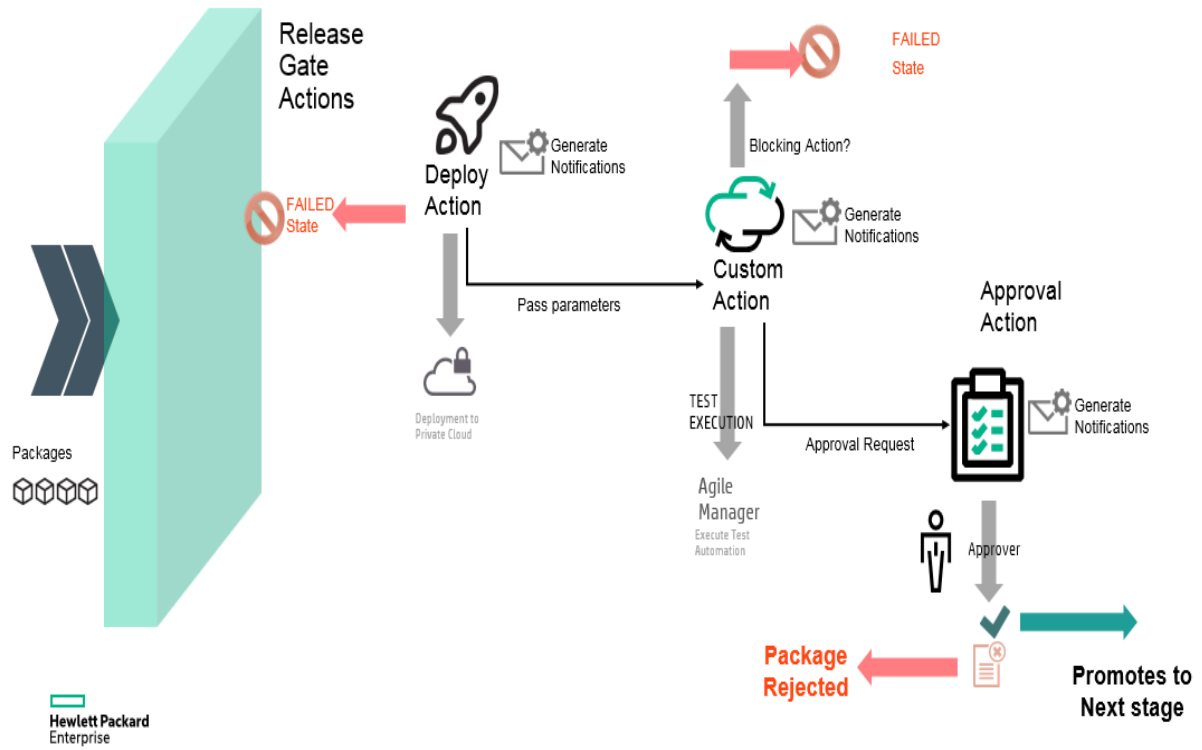 Release
Gate
Actions
FAILED
State
Generate
Notifications
Deploy
Action
Blocking Action?
FAILED
State
Generate
Notifications
Custom
Action
Pass parameters
Approval
Action
Deployment to
Private Cloud
TEST
EXECUTION
Approval Request
Generate
Notifications
Packages
Agile
Manager
Execute Test
Automation
Approver
Package
Rejected
Promotes to
Next stage
Hewlett Packard
Enterprise